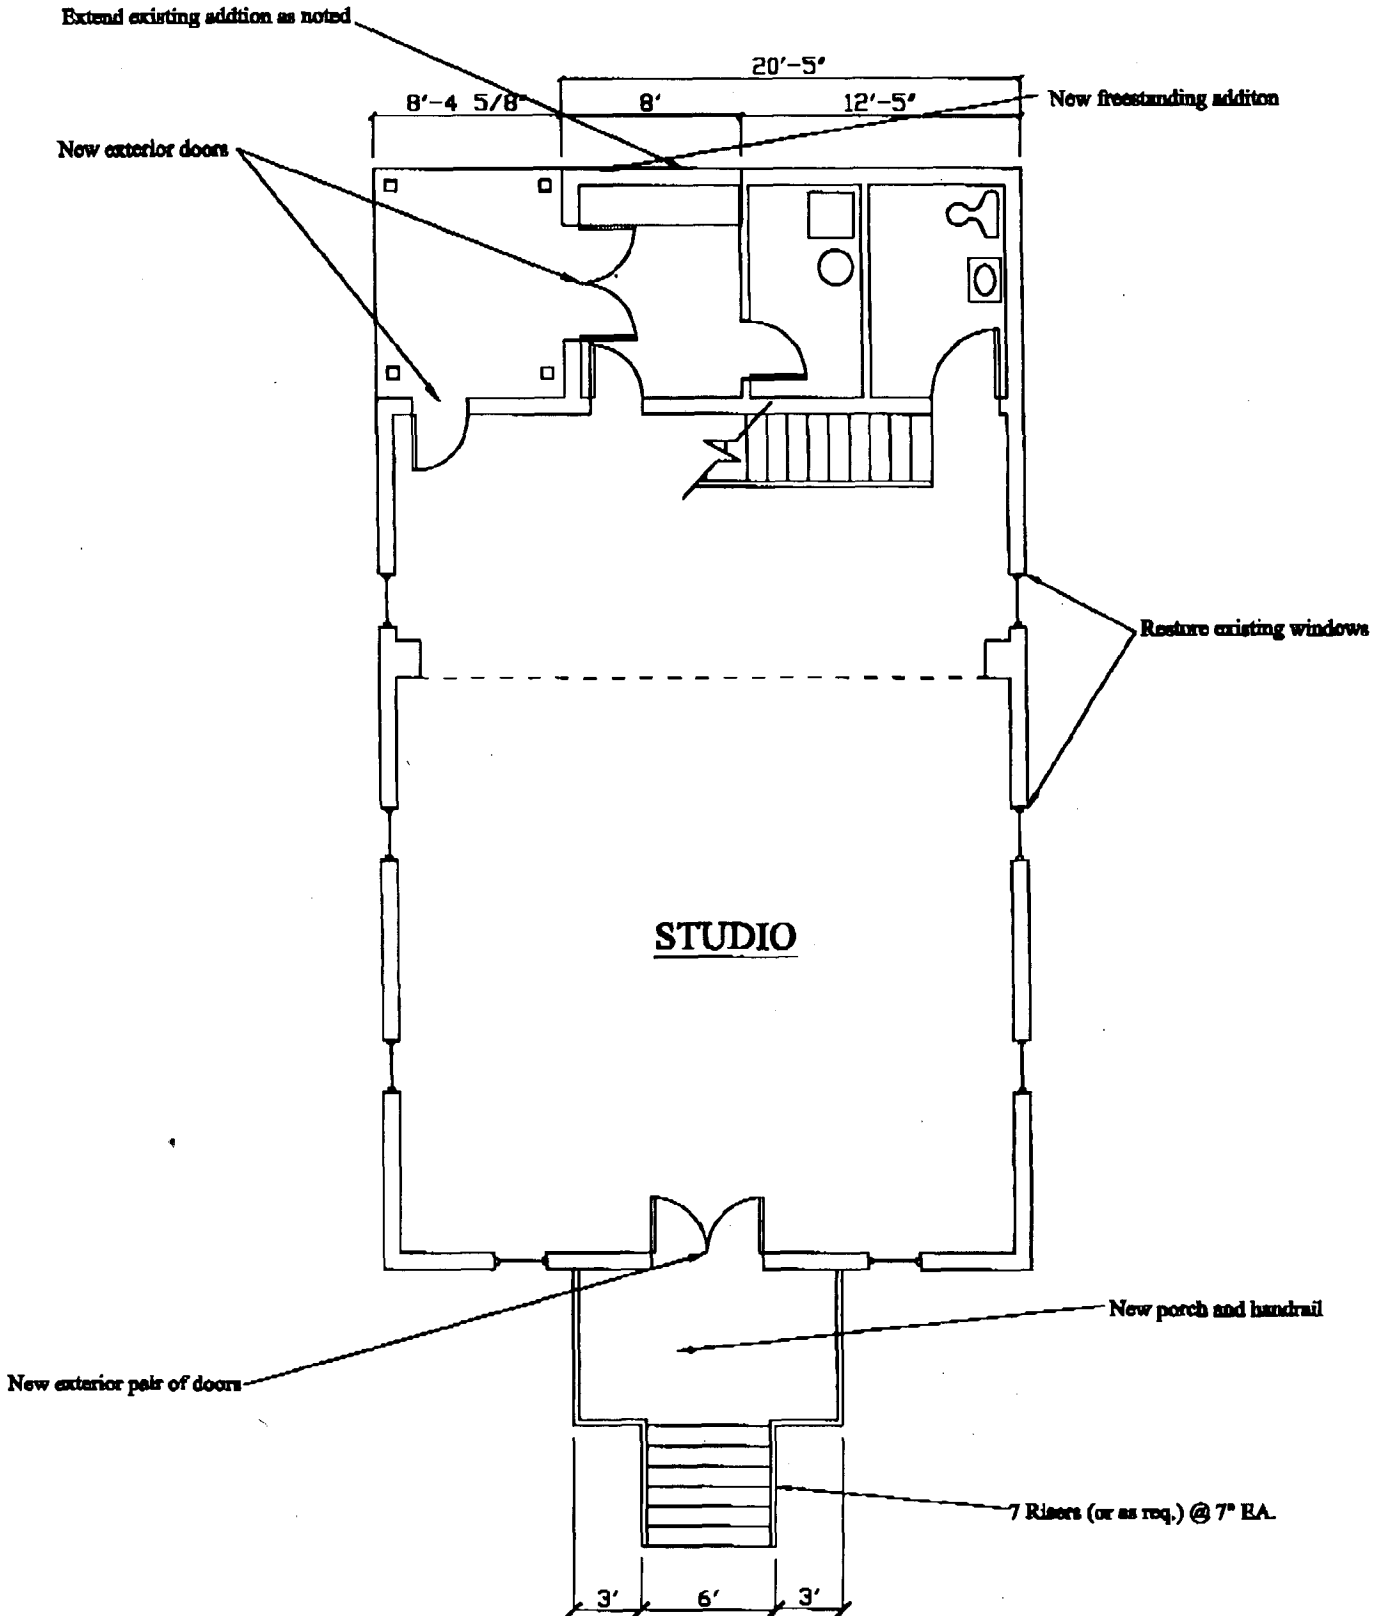 Extend existing addtion as noted
20'-5"
8'-4 5/8"
8'
12'-5"
New freestanding additon
New exterior doors
Restore existing windows
STUDIO
New porch and handrail
New exterior pair of doors
7 Risers (or as req.) @ 7" EA.
3'
6'
3'